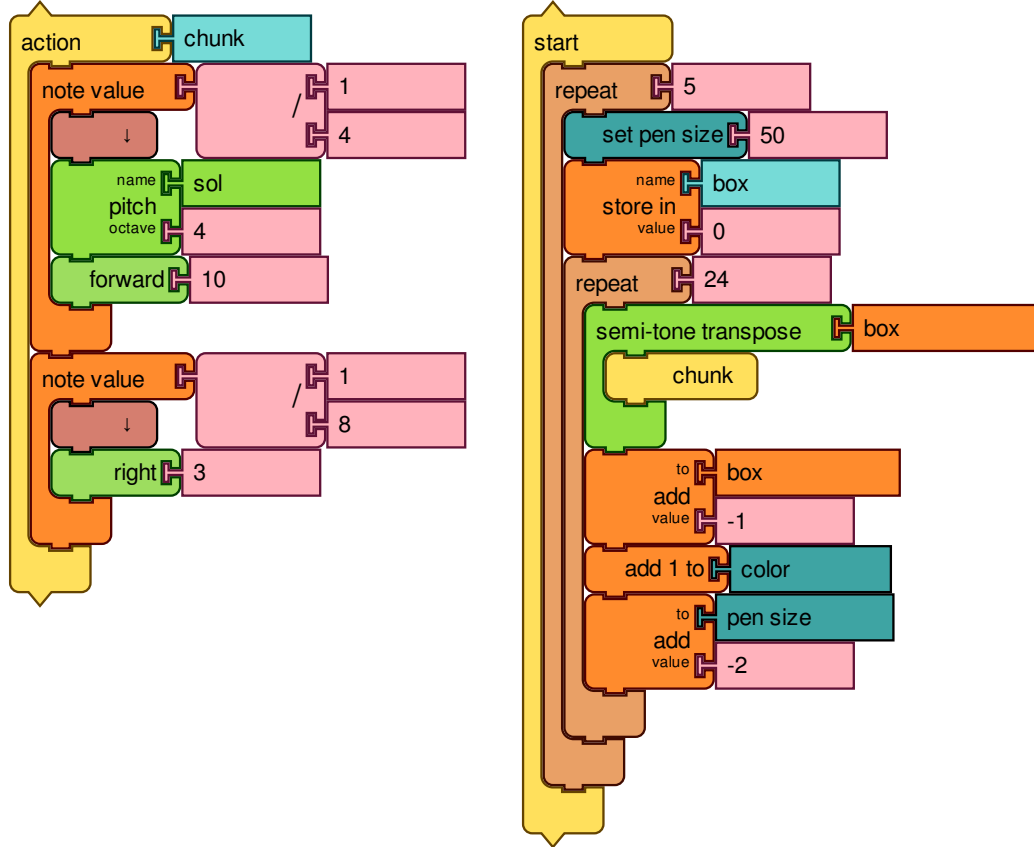 action chunk
note value / 1
4
↓
name sol
pitch
octave 4
forward 10
note value / 1
8
↓
right 3
start
repeat 5
set pen size 50
name box
store in
value 0
repeat 24
semi-tone transpose box
chunk
to box
add
value -1
add 1 to color
to pen size
add
value -2